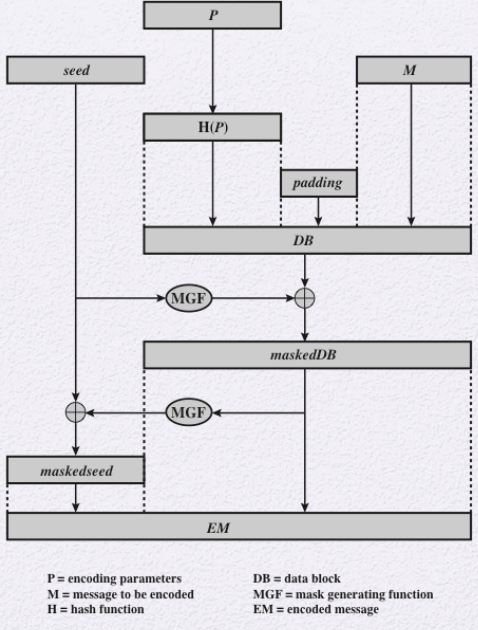 P
seed
M
H(P)
padding
DB
MGF
maskedDB
MGF
maskedseed
EM
P = encoding parameters
M = message to be encoded
H = hash function
DB = data block
MGF = mask generating function
EM = encoded message